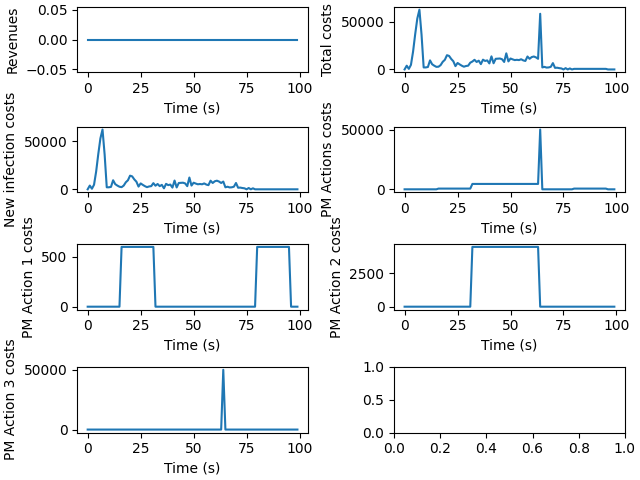 Revenues
0.05
0.00
−0.05
0 25 50 75 100
Time (s)
Total costs
50000
0
0 25 50 75 100
Time (s)
New infection costs
50000
0
0 25 50 75 100
Time (s)
PM Actions costs
50000
0
0 25 50 75 100
Time (s)
PM Action 1 costs
500
0
0 25 50 75 100
Time (s)
PM Action 2 costs
2500
0
0 25 50 75 100
Time (s)
PM Action 3 costs
50000
0
0 25 50 75 100
Time (s)
1.0
0.5
0.0
0.0 0.2 0.4 0.6 0.8 1.0